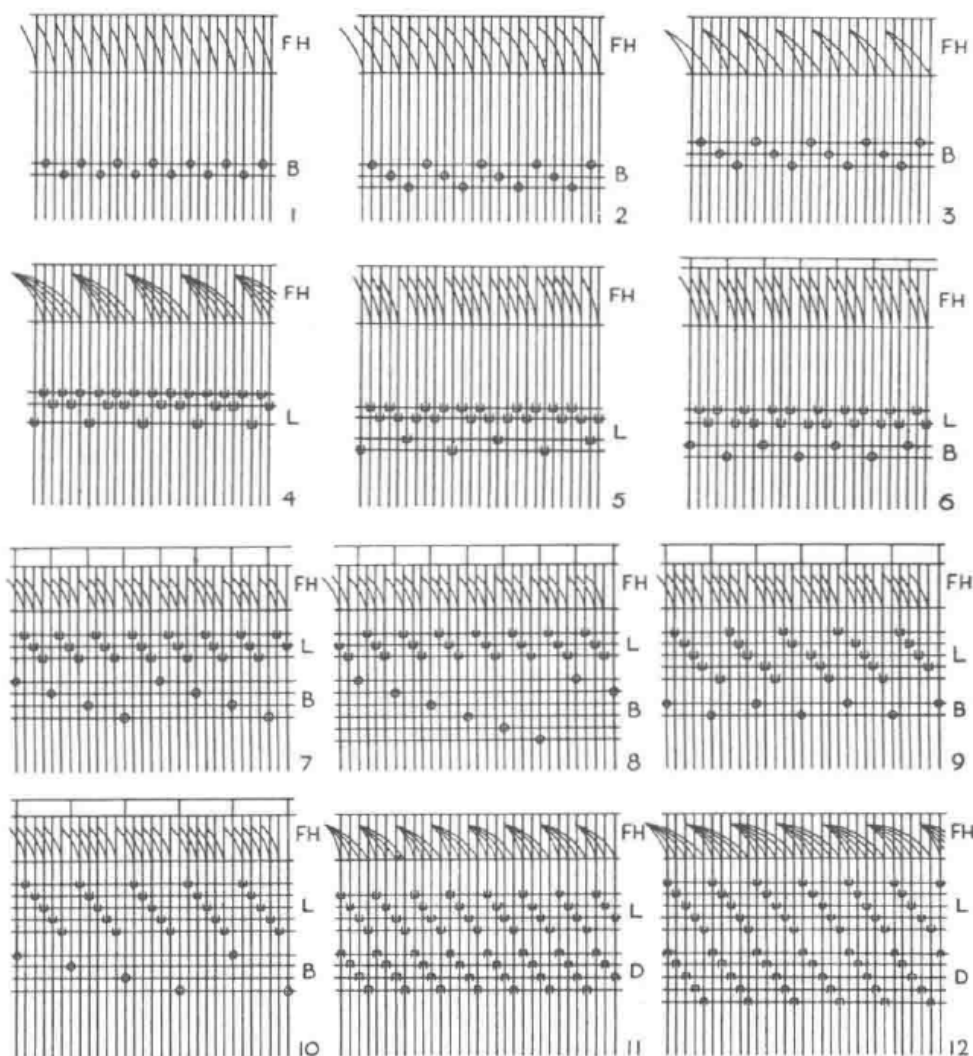 FH FH FH
B B B
1 2 3
FH FH FH
L L L
B
4 5 6
FH FH FH
L L L
B B B
7 8 9
FH FH FH
L L L
B D D
10 11 12